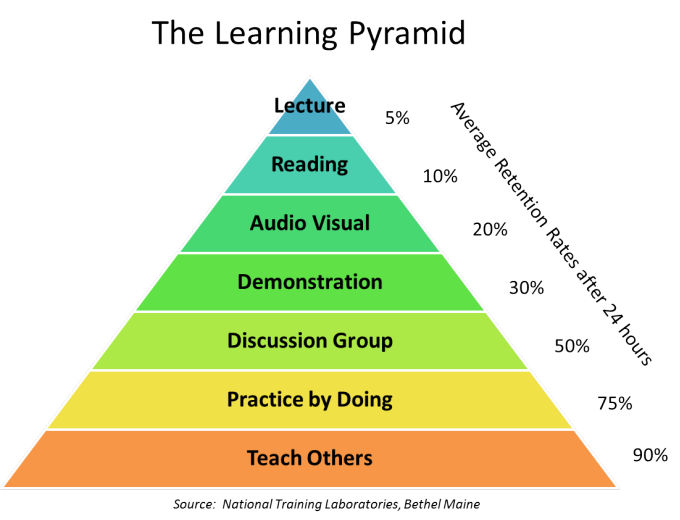 The Learning Pyramid
Lecture
5%
Reading
10%
Audio Visual
20%
Demonstration
30%
Discussion Group
50%
Practice by Doing
75%
Teach Others
90%
Average Retention Rates after 24 hours
Source:  National Training Laboratories, Bethel Maine